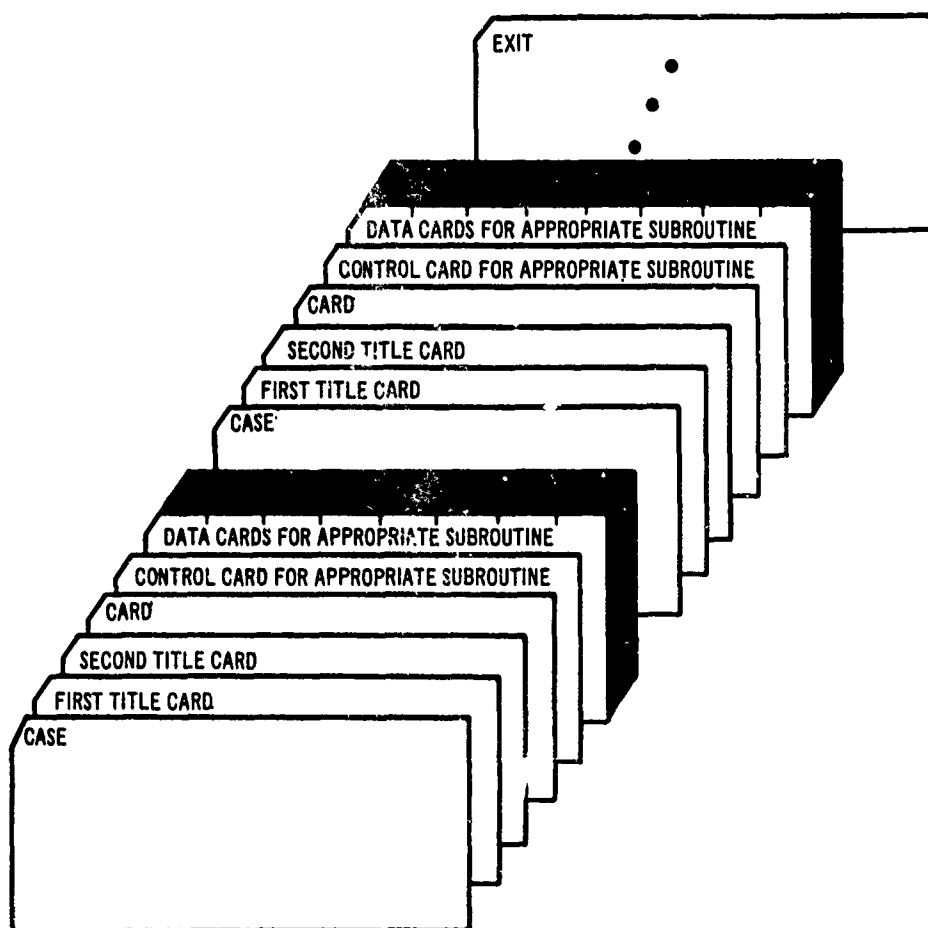 EXIT
DATA CARDS FOR APPROPRIATE SUBROUTINE
CONTROL CARD FOR APPROPRIATE SUBROUTINE
CARD
SECOND TITLE CARD
FIRST TITLE CARD
CASE
DATA CARDS FOR APPROPRIATE SUBROUTINE
CONTROL CARD FOR APPROPRIATE SUBROUTINE
CARD
SECOND TITLE CARD
FIRST TITLE CARD
CASE